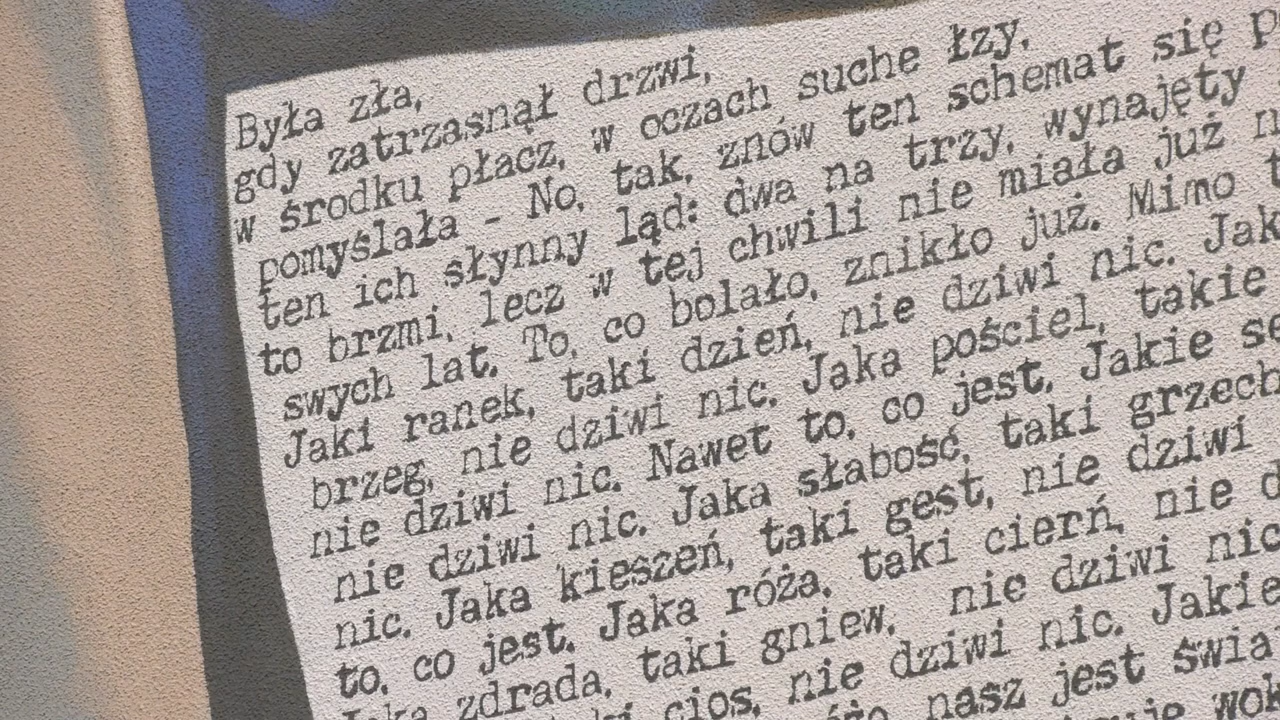 Była zła,
gdy zatrzasnął drzwi,
w środku płacz, w oczach suche łzy,
pomyślała - No, tak, znów ten schemat się
ten ich słynny ląd: dwa na trzy, wynajęty
to brzmi, lecz w tej chwili nie miała już
swych lat. To, co bolało, znikło już. Mimo
Jaki ranek, taki dzień, nie dziwi nic. Jak
brzeg, nie dziwi nic. Jaka pościel, takie
nie dziwi nic. Nawet to, co jest. Jakie
nie dziwi nic. Jaka słabość, taki grzech
nic. Jaka kieszeń, taki gest, nie dziwi
to, co jest. Jaka róża, taki cierń, nie
Jaka zdrada, taki gniew, nie dziwi nic
cios, nie dziwi nic. Jakie
nasz jest świa
wok